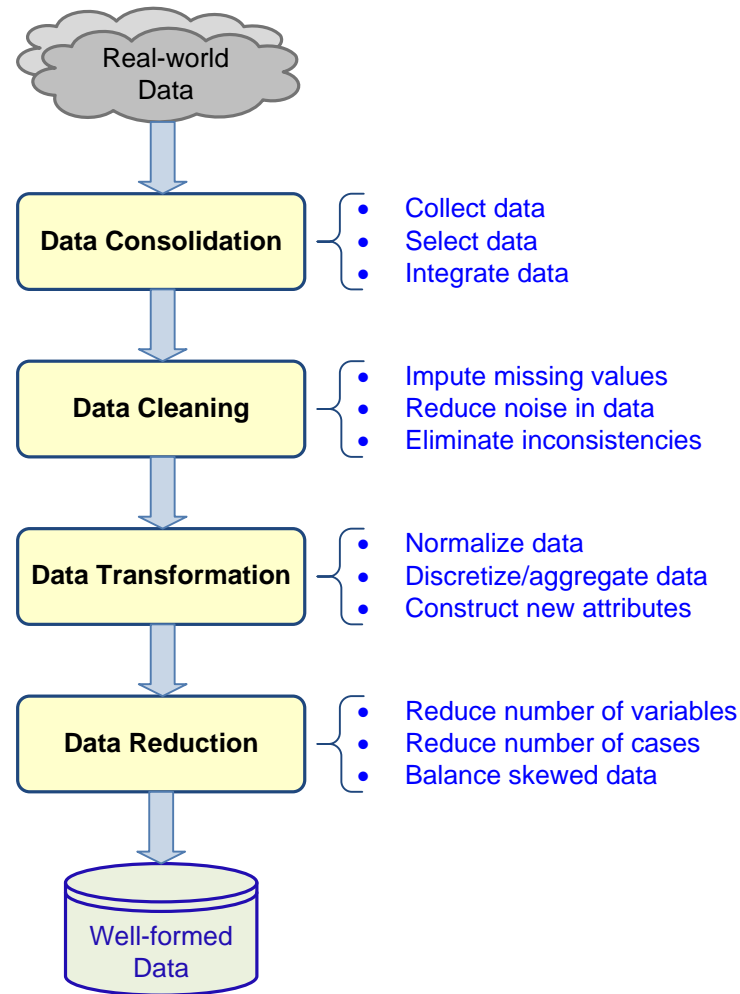 Real-world
Data
Data Consolidation
• Collect data
• Select data
• Integrate data
Data Cleaning
• Impute missing values
• Reduce noise in data
• Eliminate inconsistencies
Data Transformation
• Normalize data
• Discretize/aggregate data
• Construct new attributes
Data Reduction
• Reduce number of variables
• Reduce number of cases
• Balance skewed data
Well-formed
Data